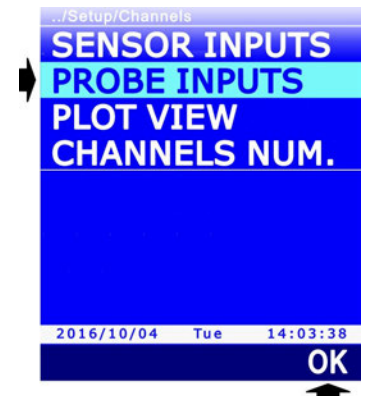 ../Setup/Channels
SENSOR INPUTS
PROBE INPUTS
PLOT VIEW
CHANNELS NUM.
2016/10/04 Tue 14:03:38
OK